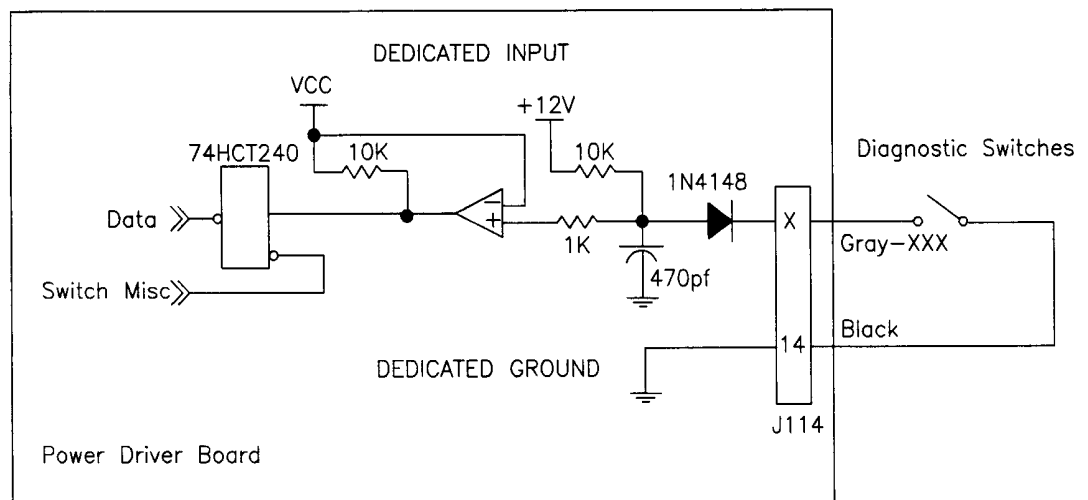 DEDICATED INPUT
VCC
+12V
74HCT240
10K
10K
Diagnostic Switches
1N4148
−
Data
+
X
1K
Gray-XXX
Switch Misc
470pf
Black
14
DEDICATED GROUND
J114
Power Driver Board